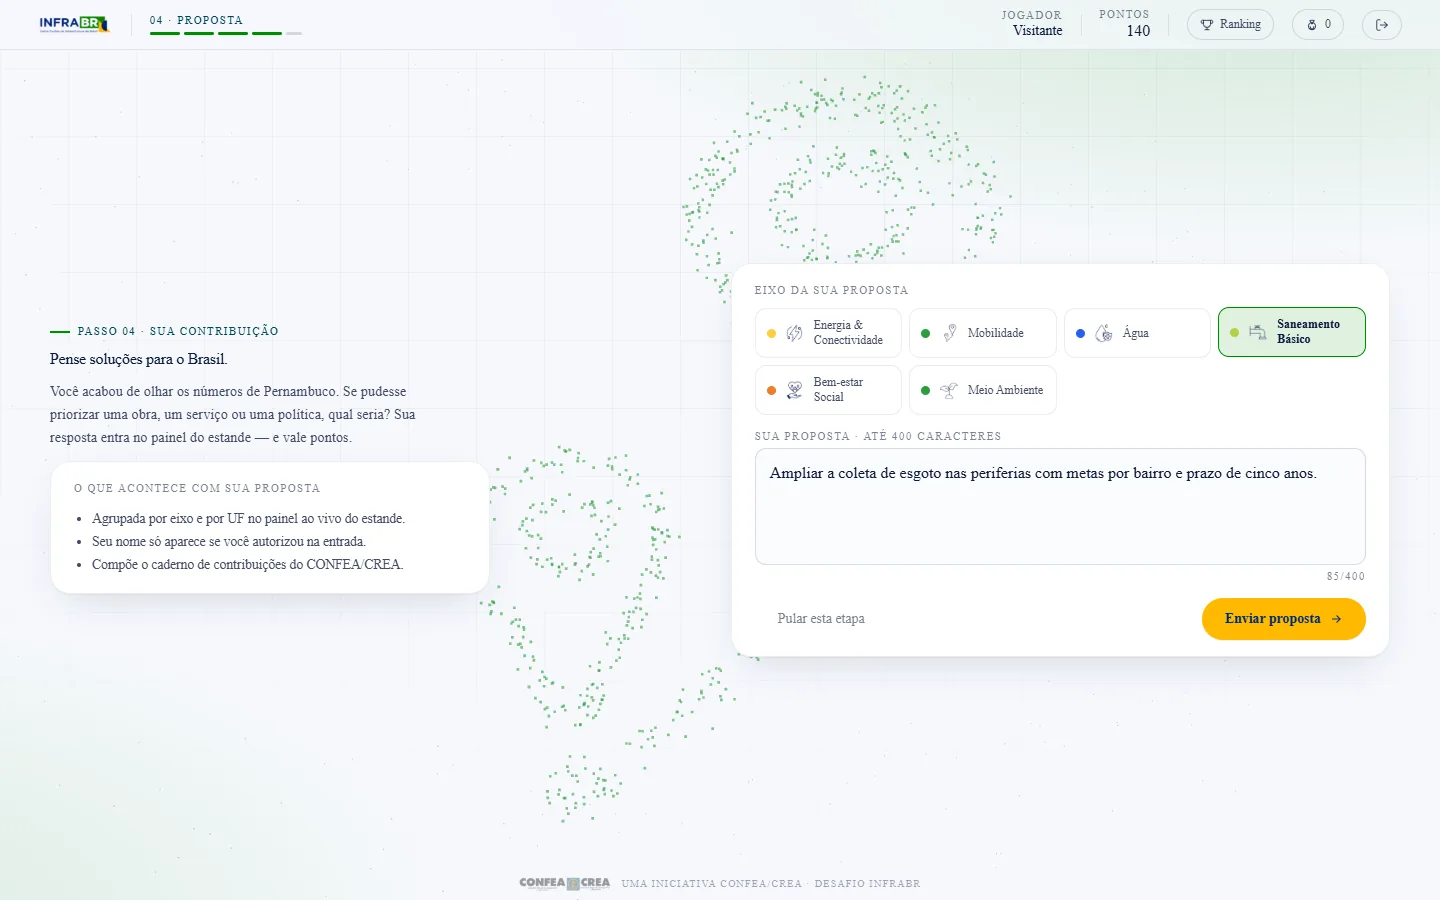 INFRABR
04 · PROPOSTA
JOGADOR
Visitante
PONTOS
140
Ranking
0
PASSO 04 · SUA CONTRIBUIÇÃO
Pense soluções para o Brasil.
Você acabou de olhar os números de Pernambuco. Se pudesse
priorizar uma obra, um serviço ou uma política, qual seria? Sua
resposta entra no painel do estande — e vale pontos.
O QUE ACONTECE COM SUA PROPOSTA
• Agrupada por eixo e por UF no painel ao vivo do estande.
• Seu nome só aparece se você autorizou na entrada.
• Compõe o caderno de contribuições do CONFEA/CREA.
EIXO DA SUA PROPOSTA
Energia &
Conectividade
Mobilidade
Água
Saneamento
Básico
Bem-estar
Social
Meio Ambiente
SUA PROPOSTA · ATÉ 400 CARACTERES
Ampliar a coleta de esgoto nas periferias com metas por bairro e prazo de cinco anos.
85/400
Pular esta etapa
Enviar proposta →
CONFEA CREA
UMA INICIATIVA CONFEA/CREA · DESAFIO INFRABR